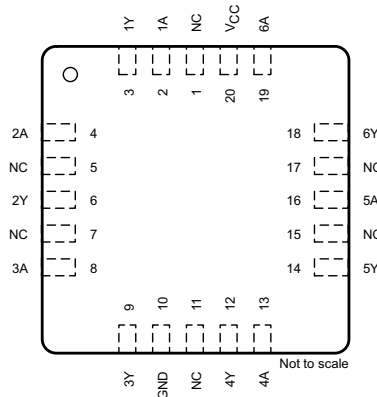 1Y 1A NC VCC 6A
3 2 1 20 19
2A 4 18 6Y
NC 5 17 NC
2Y 6 16 5A
NC 7 15 NC
3A 8 14 5Y
9 10 11 12 13
3Y GND NC 4Y 4A
Not to scale